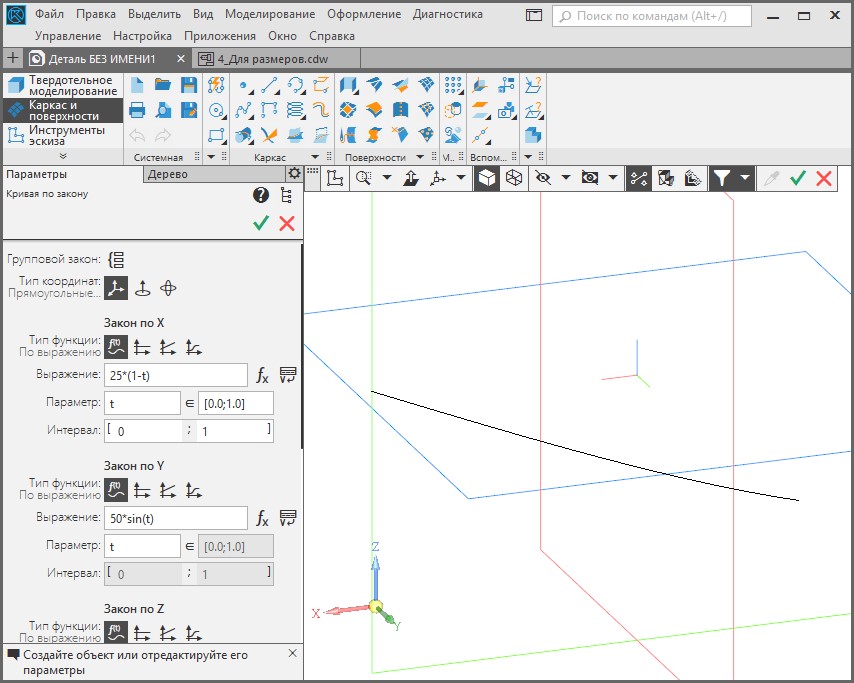 Файл Правка Выделить Вид Моделирование Оформление Диагностика
Поиск по командам (Alt+/)
Управление Настройка Приложения Окно Справка
Деталь БЕЗ ИМЕНИ1
4_Для размеров.cdw
Твердотельное моделирование
Каркас и поверхности
Инструменты эскиза
Системная
Каркас
Поверхности
М...
Вспом...
Параметры
Дерево
Кривая по закону
Групповой закон:
Тип координат:
Прямоугольные...
Закон по X
Тип функции:
По выражению
Выражение: 25*(1-t)
Параметр: t ∈ [0.0;1.0]
Интервал: [ 0 ; 1 ]
Закон по Y
Тип функции:
По выражению
Выражение: 50*sin(t)
Параметр: t ∈ [0.0;1.0]
Интервал: [ 0 ; 1 ]
Закон по Z
Тип функции:
По выражению
Создайте объект или отредактируйте его
параметры
Z
X
Y